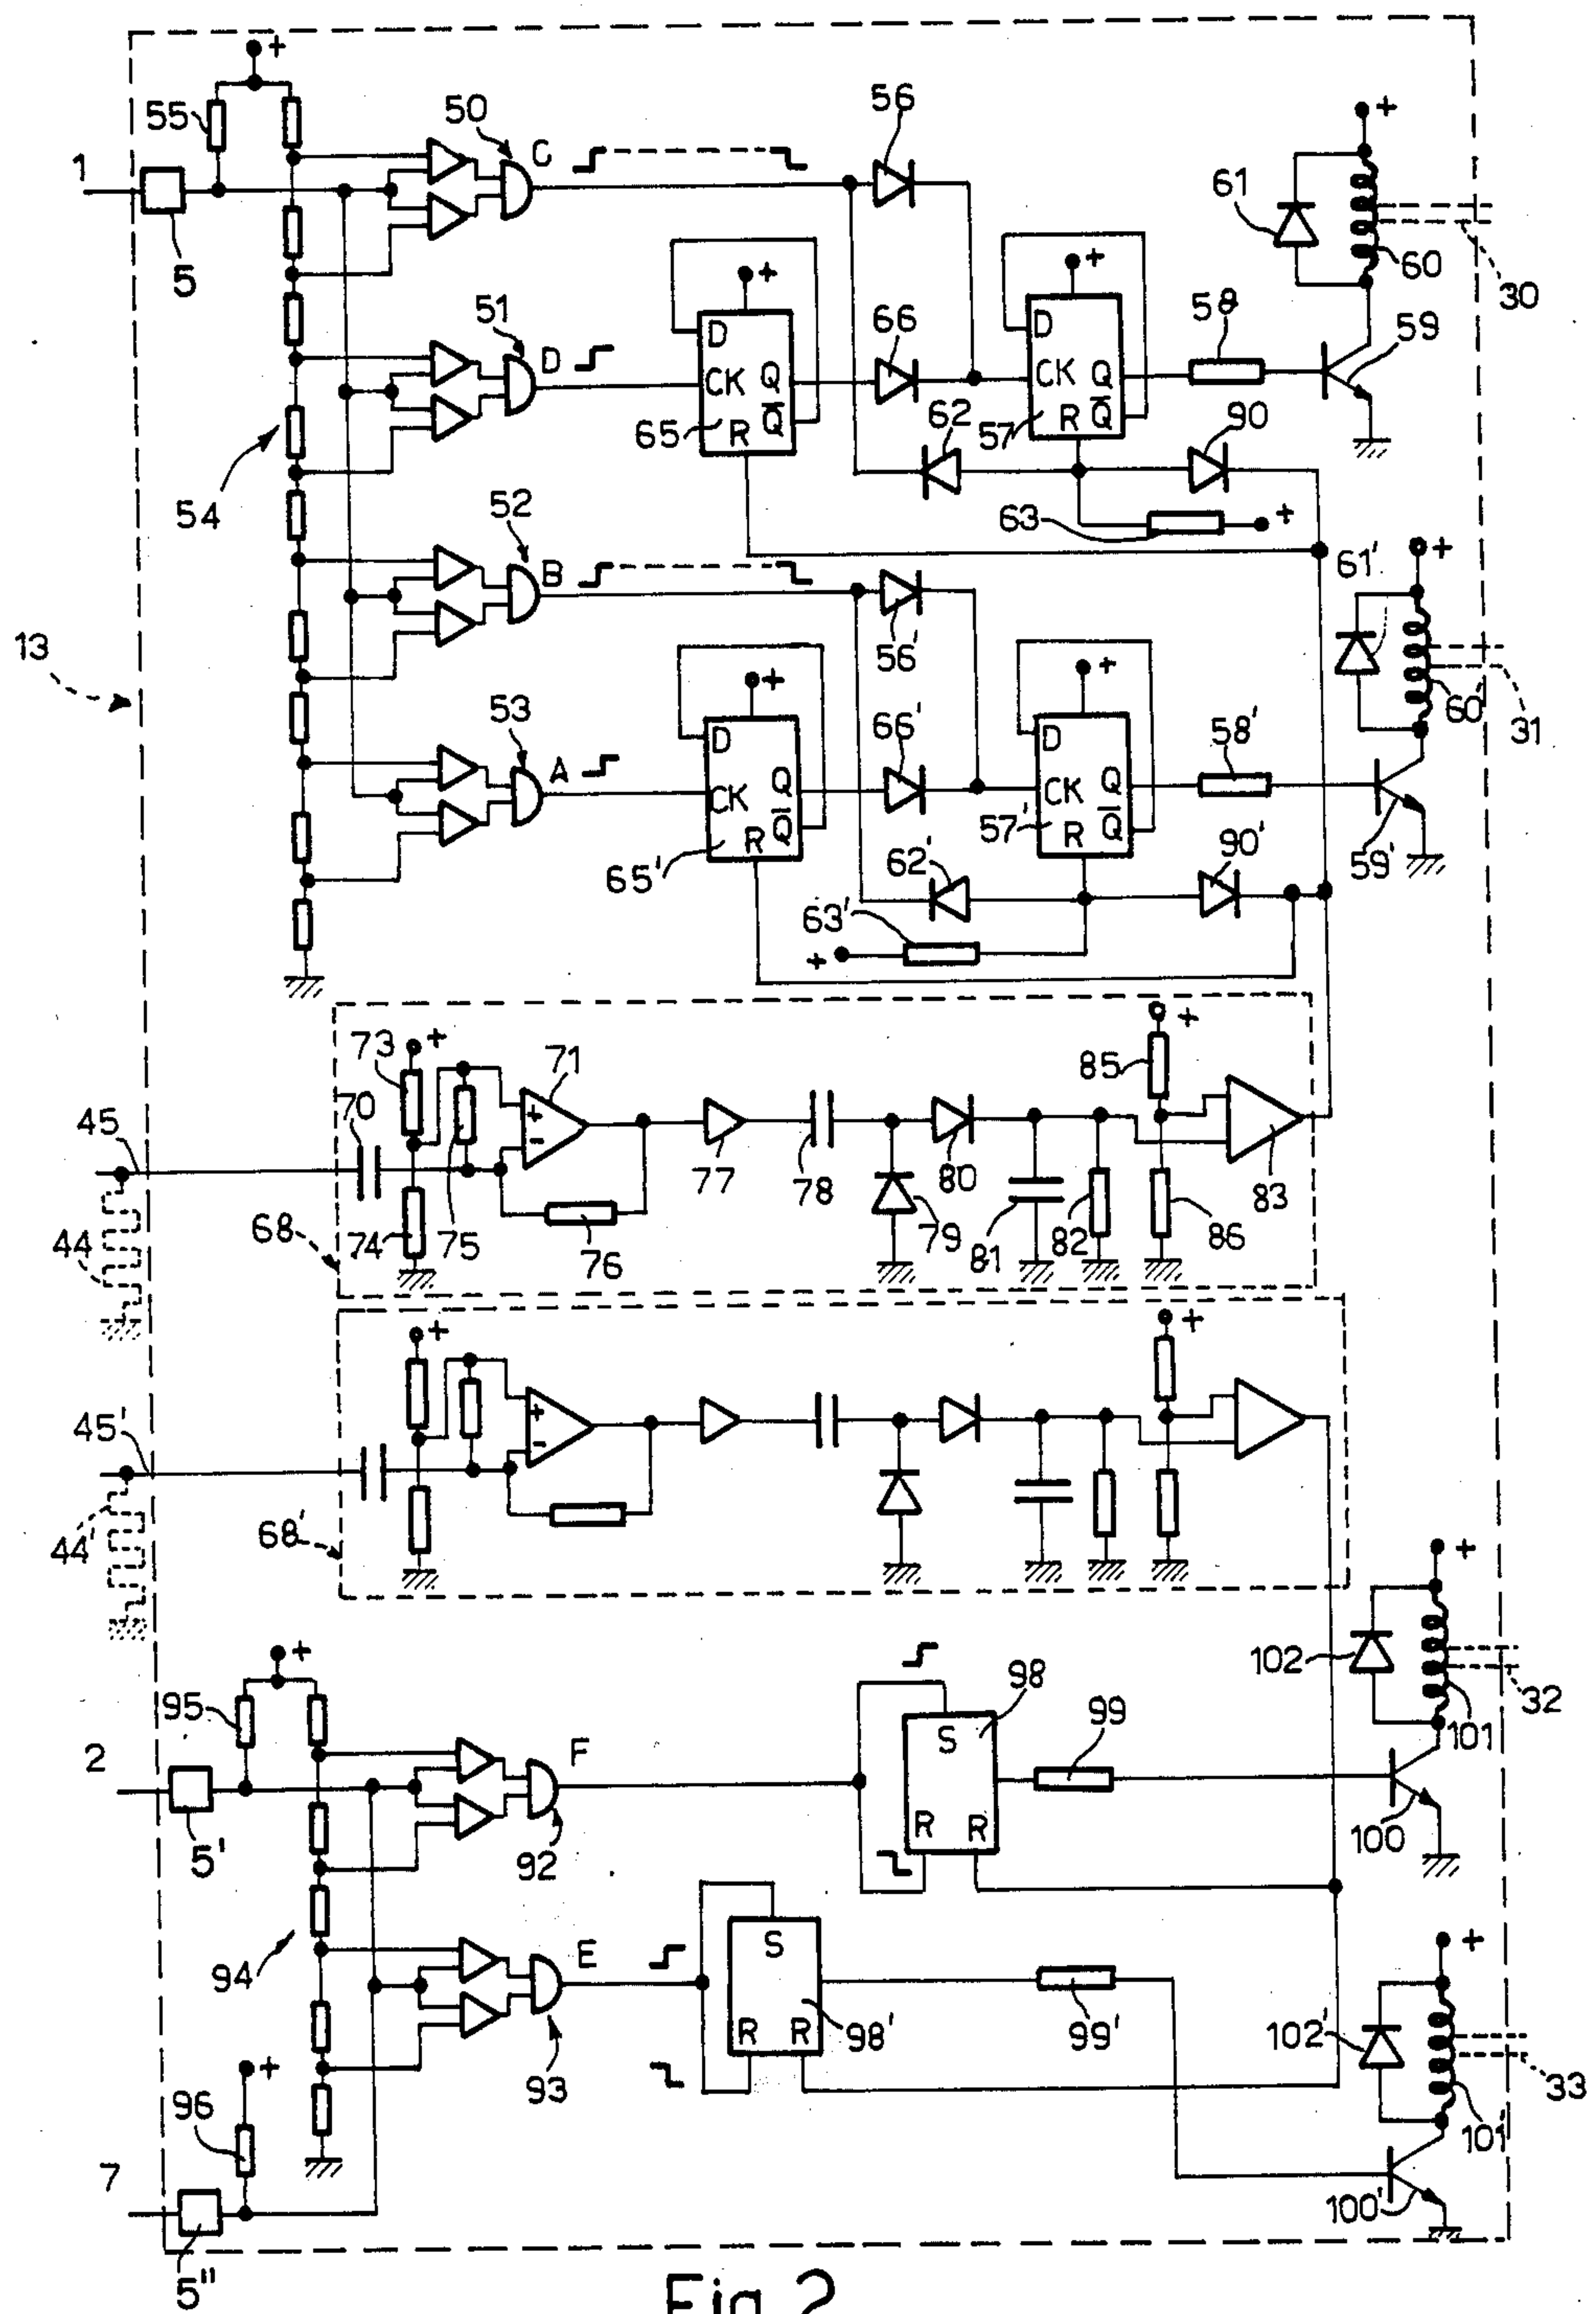 +
55
50
C
56
+
1
61
5
60
30
+
+
51
D
D
66
D
58
59
CK
Q
CK
Q
65
R
Q̅
57
R
Q̅
62
90
54
52
63
+
B
61'
+
13
56'
+
+
60'
31
53
66'
58'
A
D
D
CK
Q
CK
Q
65'
R
Q̅
57'
R
Q̅
59'
62'
90'
63'
+
73
+
71
+
85
70
+
-
45
75
77
78
80
83
44
68
74
76
79
81
82
86
+
+
+
-
45'
44'
68'
+
+
102
98
32
95
99
101
2
F
S
5'
R
R
100
92
94
E
+
S
102'
98'
99'
R
R
33
+
93
96
101'
7
100'
5"
Fig. 2